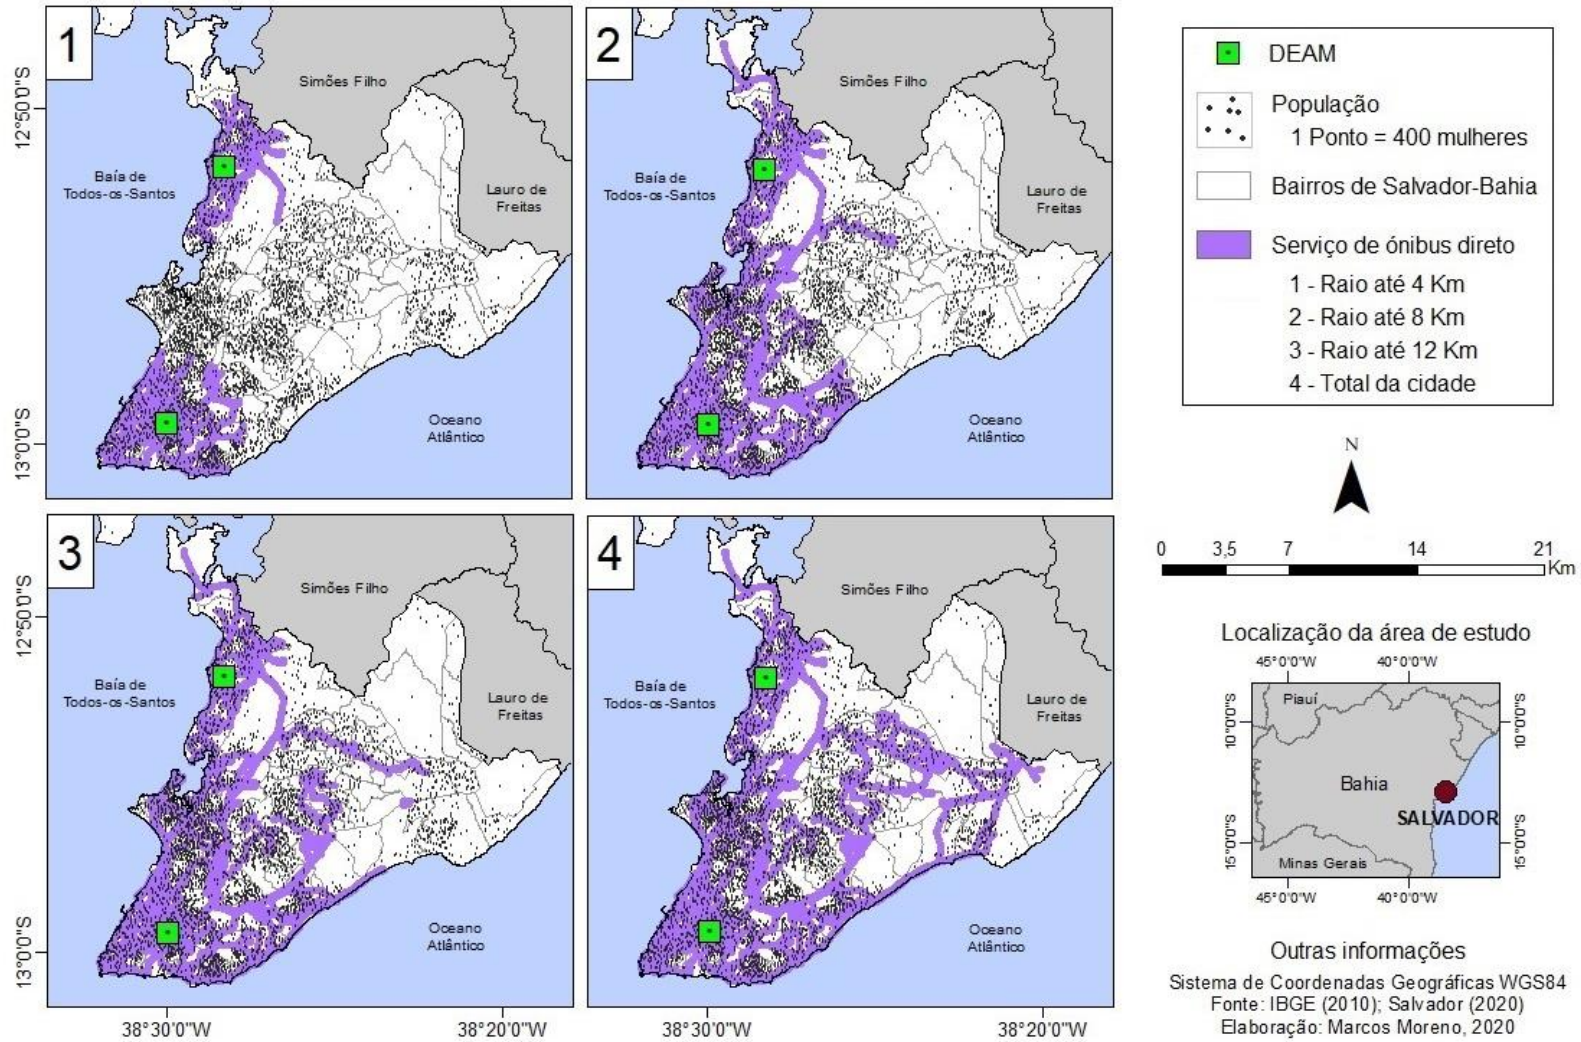 1
Simões Filho
Baía de
Todos-os-Santos
Lauro de
Freitas
Oceano
Atlântico
12°50'0"S
13°0'0"S
2
Simões Filho
Baía de
Todos-os-Santos
Lauro de
Freitas
Oceano
Atlântico
3
Simões Filho
Baía de
Todos-os-Santos
Lauro de
Freitas
Oceano
Atlântico
12°50'0"S
13°0'0"S
38°30'0"W
38°20'0"W
4
Simões Filho
Baía de
Todos-os-Santos
Lauro de
Freitas
Oceano
Atlântico
38°30'0"W
38°20'0"W
DEAM
População
1 Ponto = 400 mulheres
Bairros de Salvador-Bahia
Serviço de ónibus direto
1 - Raio até 4 Km
2 - Raio até 8 Km
3 - Raio até 12 Km
4 - Total da cidade
N
0 3,5 7 14 21
Km
Localização da área de estudo
45°0'0"W 40°0'0"W
Piauí
10°0'0"S 10°0'0"S
Bahia
SALVADOR
15°0'0"S 15°0'0"S
Minas Gerais
45°0'0"W 40°0'0"W
Outras informações
Sistema de Coordenadas Geográficas WGS84
Fonte: IBGE (2010); Salvador (2020)
Elaboração: Marcos Moreno, 2020